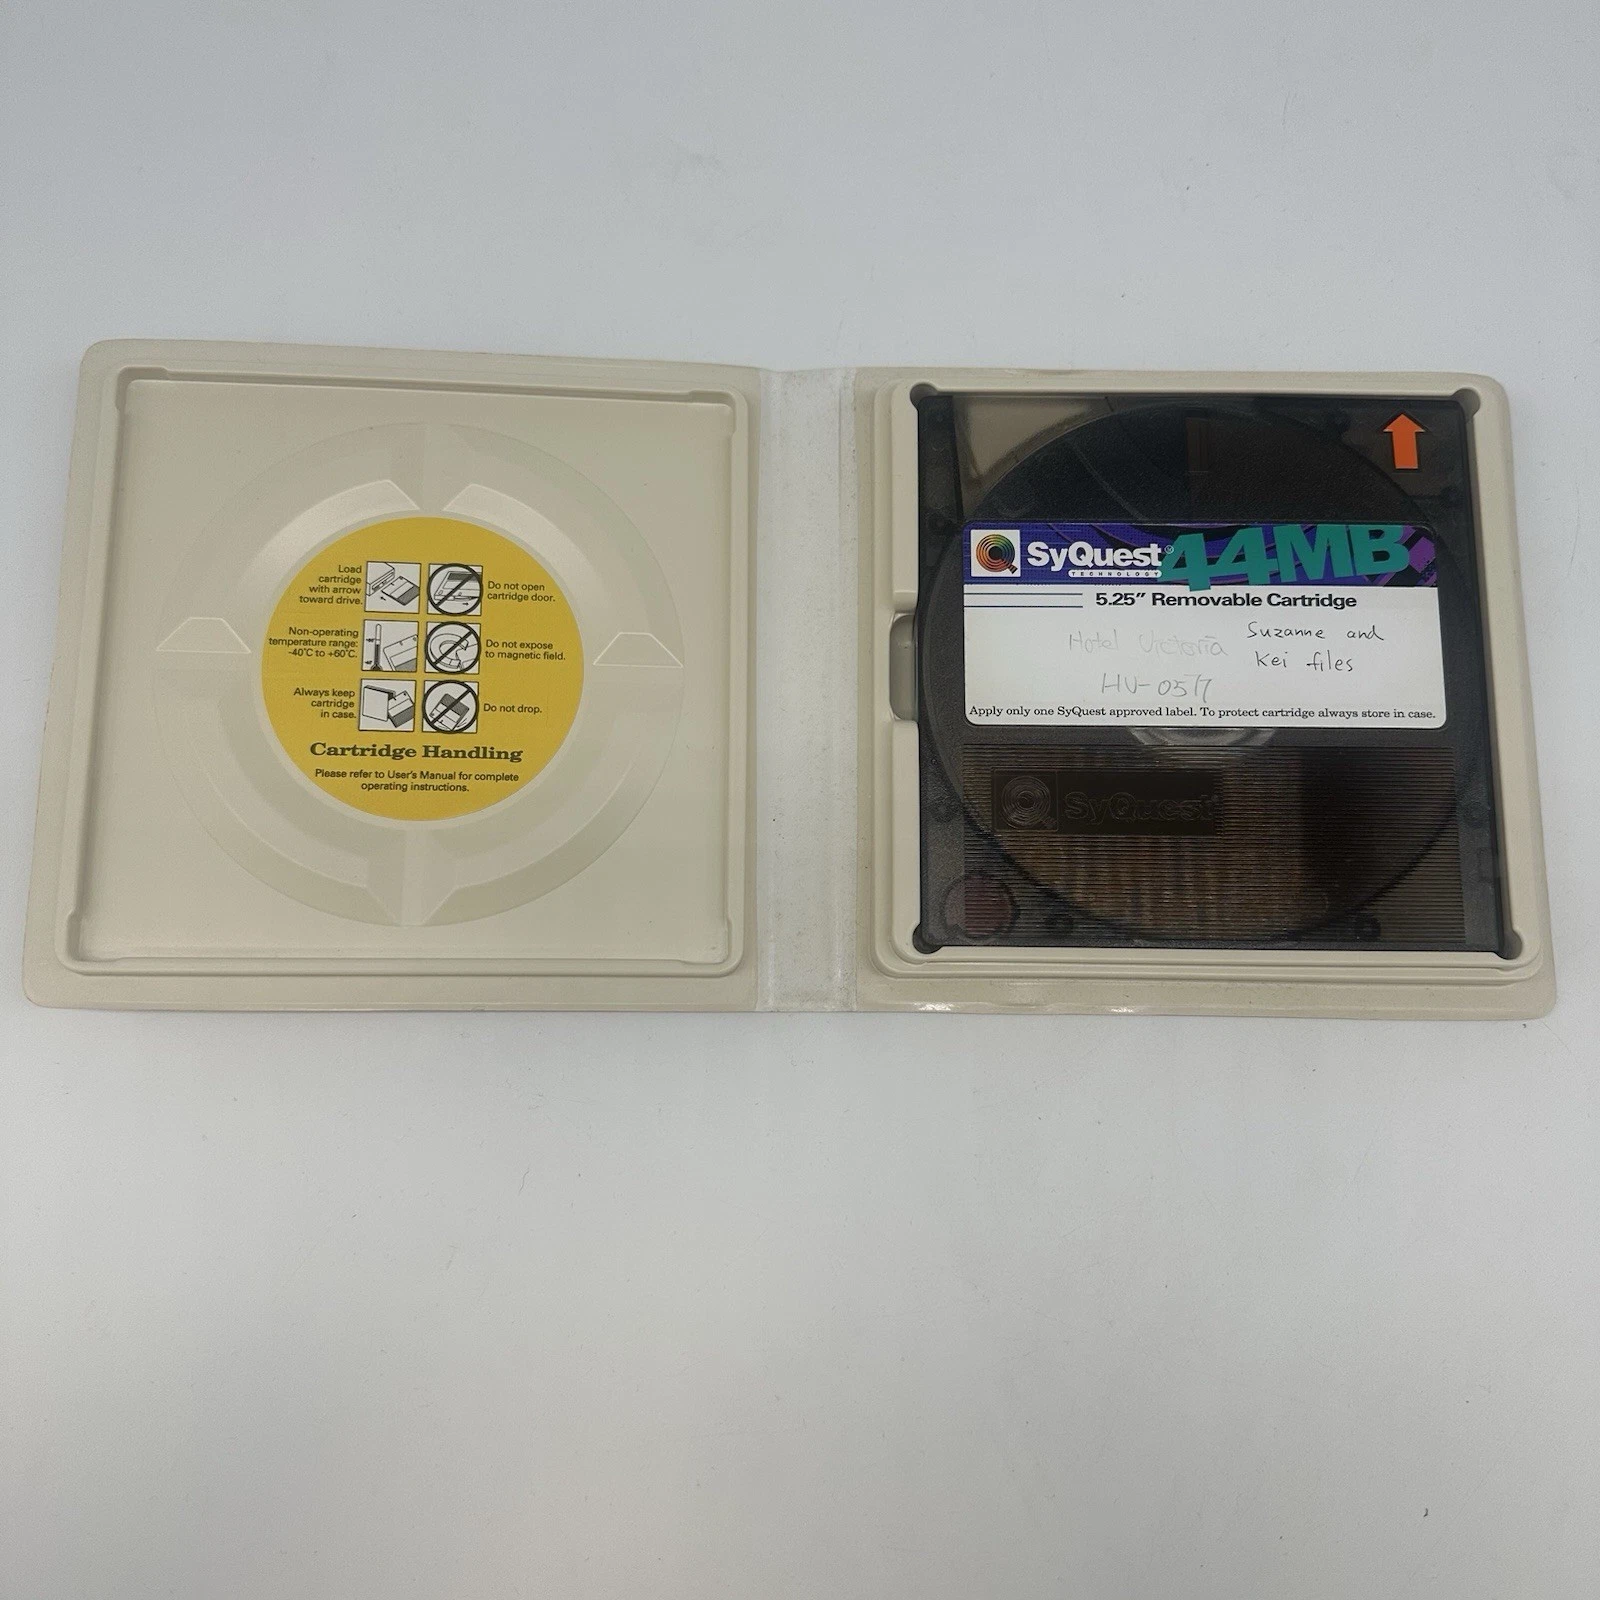 Load
cartridge
with arrow
toward drive.
Do not open
cartridge door.
Non-operating
temperature range:
-40°C to +60°C.
Do not expose
to magnetic field.
Always keep
cartridge
in case.
Do not drop.
Cartridge Handling
Please refer to User's Manual for complete
operating instructions.
SyQuest® 44MB
TECHNOLOGY
5.25" Removable Cartridge
Hotel Victoria
HV-0517
Suzanne and
Kei files
Apply only one SyQuest approved label. To protect cartridge always store in case.
SyQuest